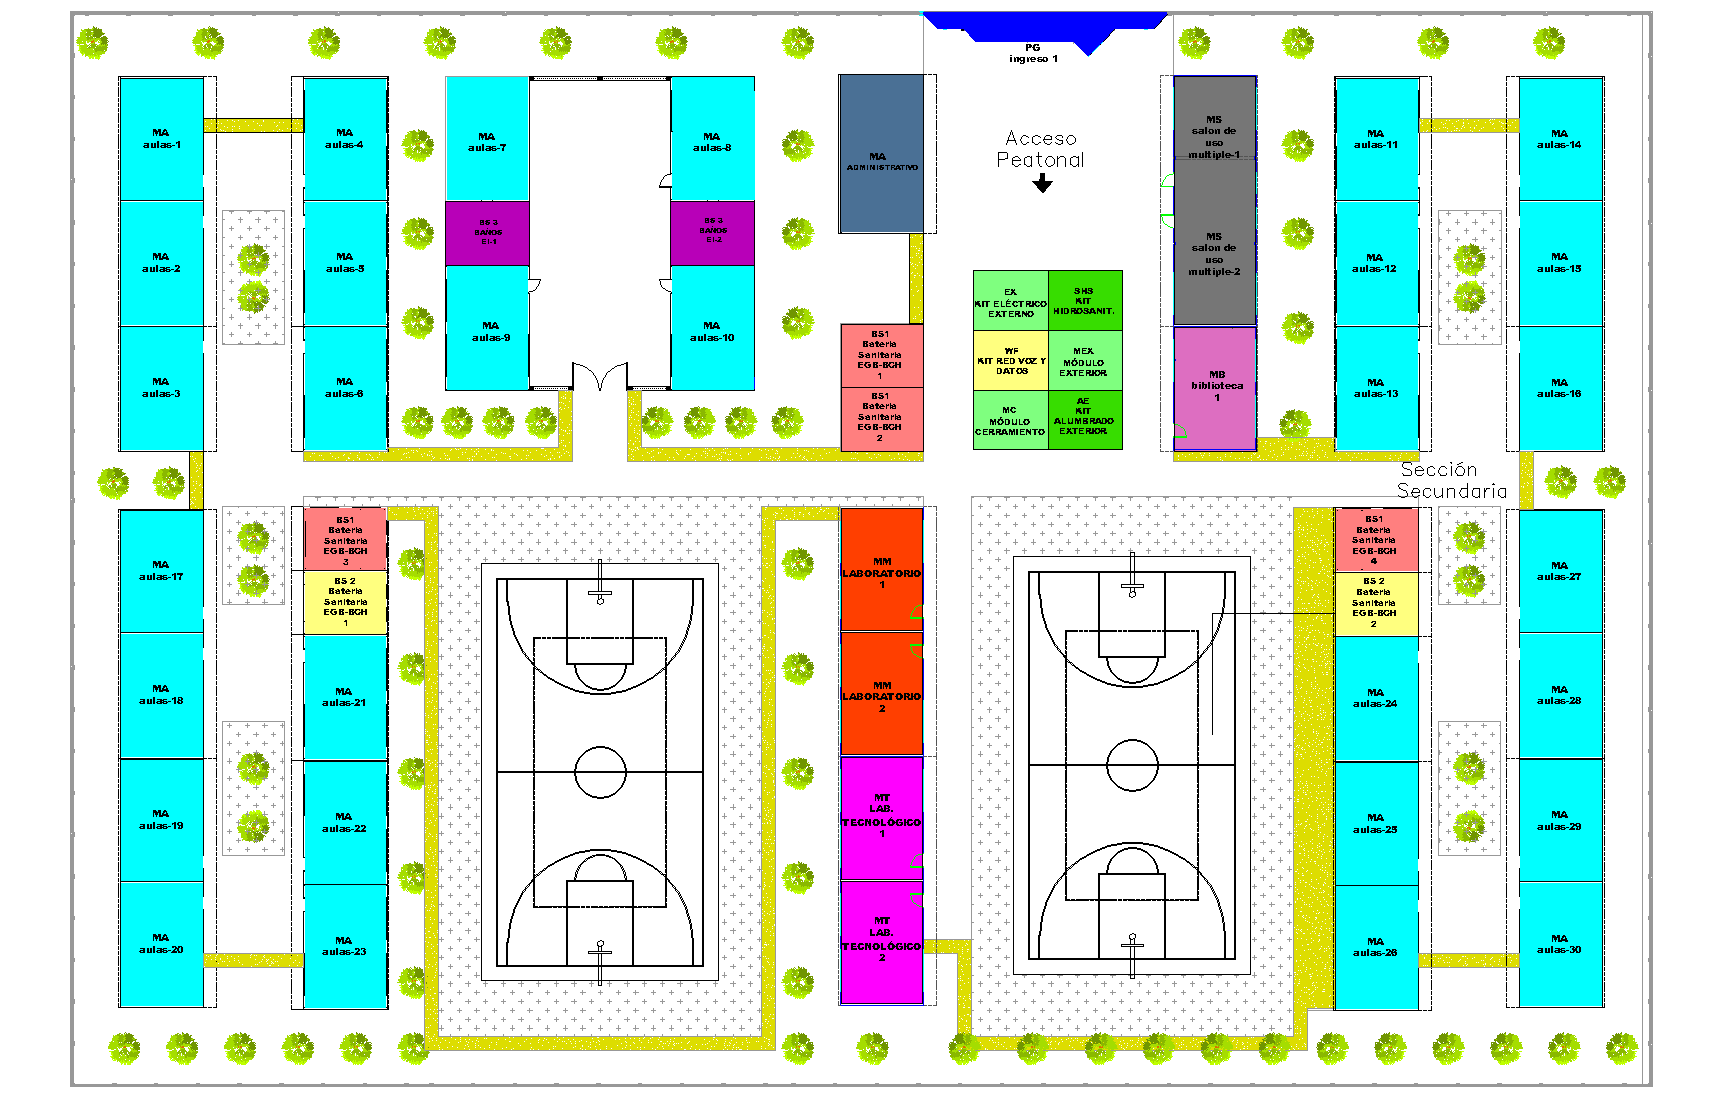 PG
ingreso 1
Acceso
Peatonal
MA
aulas-1
MA
aulas-4
MA
aulas-7
MA
aulas-8
MA
ADMINISTRATIVO
MS
salon de
uso
multiple-1
MA
aulas-11
MA
aulas-14
MA
aulas-2
MA
aulas-5
BS 3
BAÑOS
EI-1
BS 3
BAÑOS
EI-2
MS
salon de
uso
multiple-2
MA
aulas-12
MA
aulas-15
EX
KIT ELÉCTRICO
EXTERNO
SHS
KIT
HIDROSANIT.
MA
aulas-3
MA
aulas-6
MA
aulas-9
MA
aulas-10
BS1
Bateria
Sanitaria
EGB-BCH
1
WF
KIT RED VOZ Y
DATOS
MEX
MÓDULO
EXTERIOR
MB
biblioteca
1
MA
aulas-13
MA
aulas-16
BS1
Bateria
Sanitaria
EGB-BCH
2
MC
MÓDULO
CERRAMIENTO
AE
KIT
ALUMBRADO
EXTERIOR
Sección
Secundaria
MA
aulas-17
BS1
Bateria
Sanitaria
EGB-BCH
3
MM
LABORATORIO
1
BS1
Bateria
Sanitaria
EGB-BCH
4
MA
aulas-27
BS 2
Bateria
Sanitaria
EGB-BCH
1
BS 2
Bateria
Sanitaria
EGB-BCH
2
MA
aulas-18
MA
aulas-21
MM
LABORATORIO
2
MA
aulas-24
MA
aulas-28
MA
aulas-19
MA
aulas-22
MT
LAB.
TECNOLÓGICO
1
MA
aulas-25
MA
aulas-29
MA
aulas-20
MA
aulas-23
MT
LAB.
TECNOLÓGICO
2
MA
aulas-26
MA
aulas-30